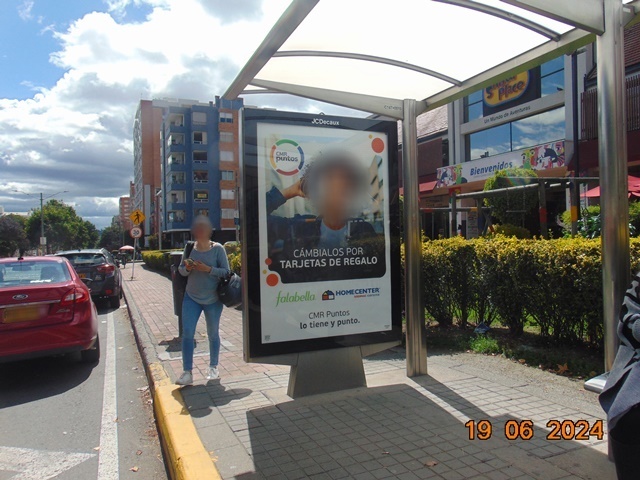 JCDecaux
CMR
puntos
CÁMBIALOS POR
TARJETAS DE REGALO
falabella
HOMECENTER
CMR Puntos
lo tiene y punto.
Place
Bienvenidos
19 06 2024